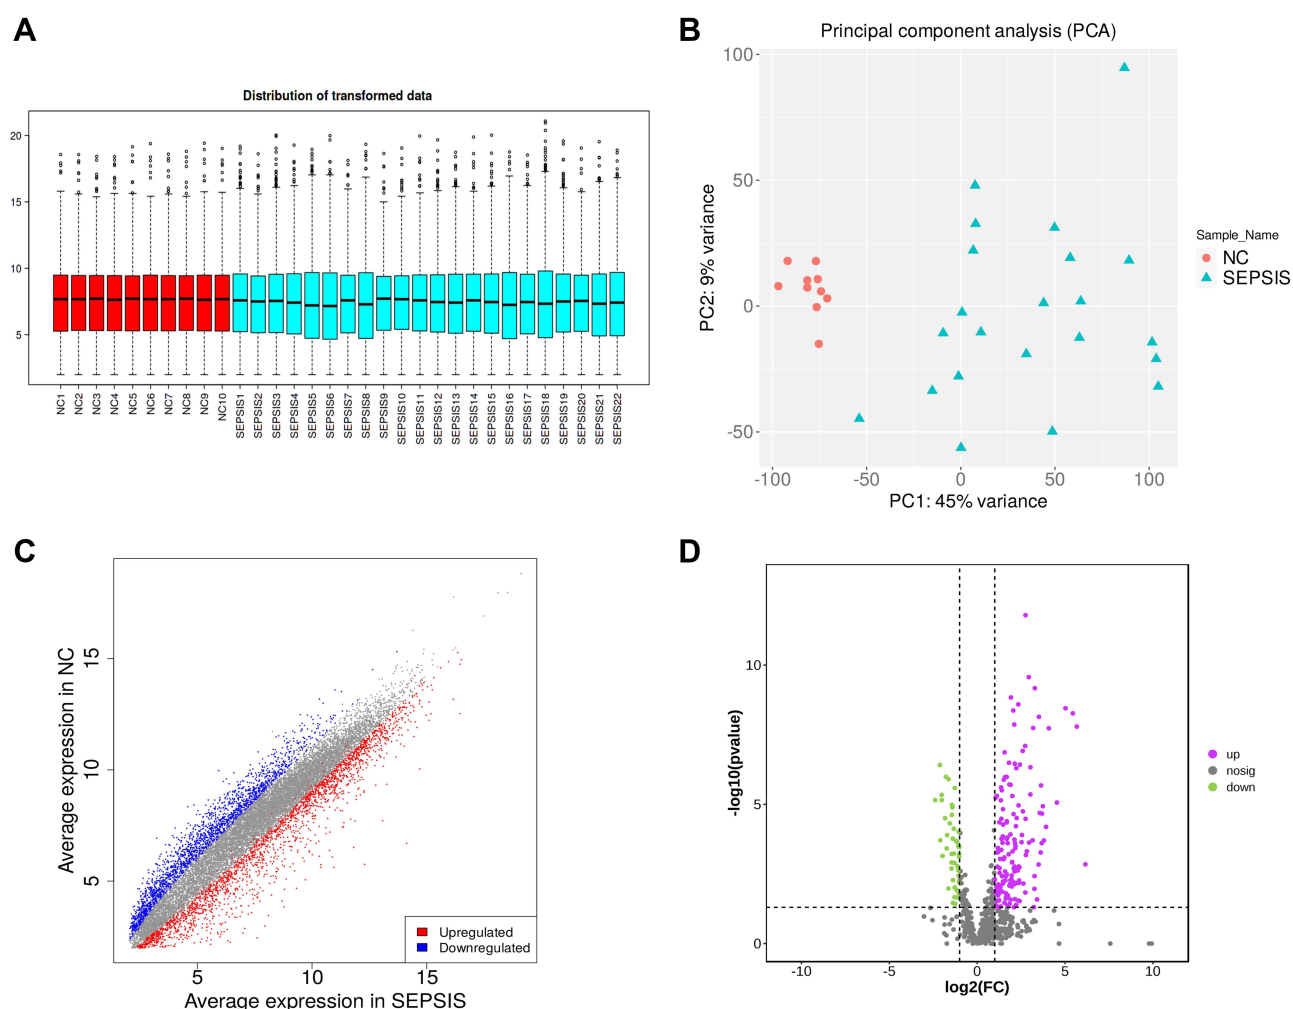 A
Distribution of transformed data
20
15
10
5
NC1 NC2 NC3 NC4 NC5 NC6 NC7 NC8 NC9 NC10 SEPSIS1 SEPSIS2 SEPSIS3 SEPSIS4 SEPSIS5 SEPSIS6 SEPSIS7 SEPSIS8 SEPSIS9 SEPSIS10 SEPSIS11 SEPSIS12 SEPSIS13 SEPSIS14 SEPSIS15 SEPSIS16 SEPSIS17 SEPSIS18 SEPSIS19 SEPSIS20 SEPSIS21 SEPSIS22
B
Principal component analysis (PCA)
PC2: 9% variance
100
50
0
-50
-100 -50 0 50 100
PC1: 45% variance
Sample_Name
NC
SEPSIS
C
Average expression in NC
15
10
5
5 10 15
Average expression in SEPSIS
Upregulated
Downregulated
D
-log10(pvalue)
10
5
0
-10 -5 0 5 10
log2(FC)
up
nosig
down